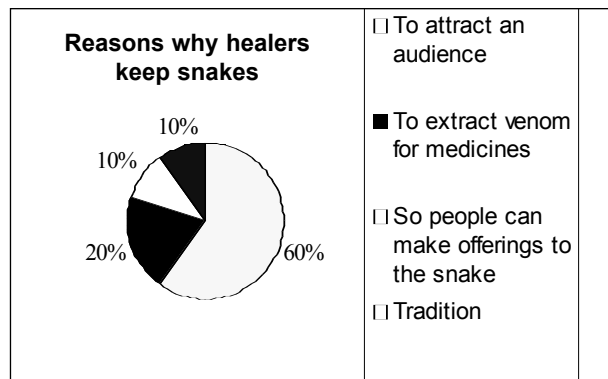 Reasons why healers
keep snakes
10%
10%
20%
60%
To attract an
audience
To extract venom
for medicines
So people can
make offerings to
the snake
Tradition